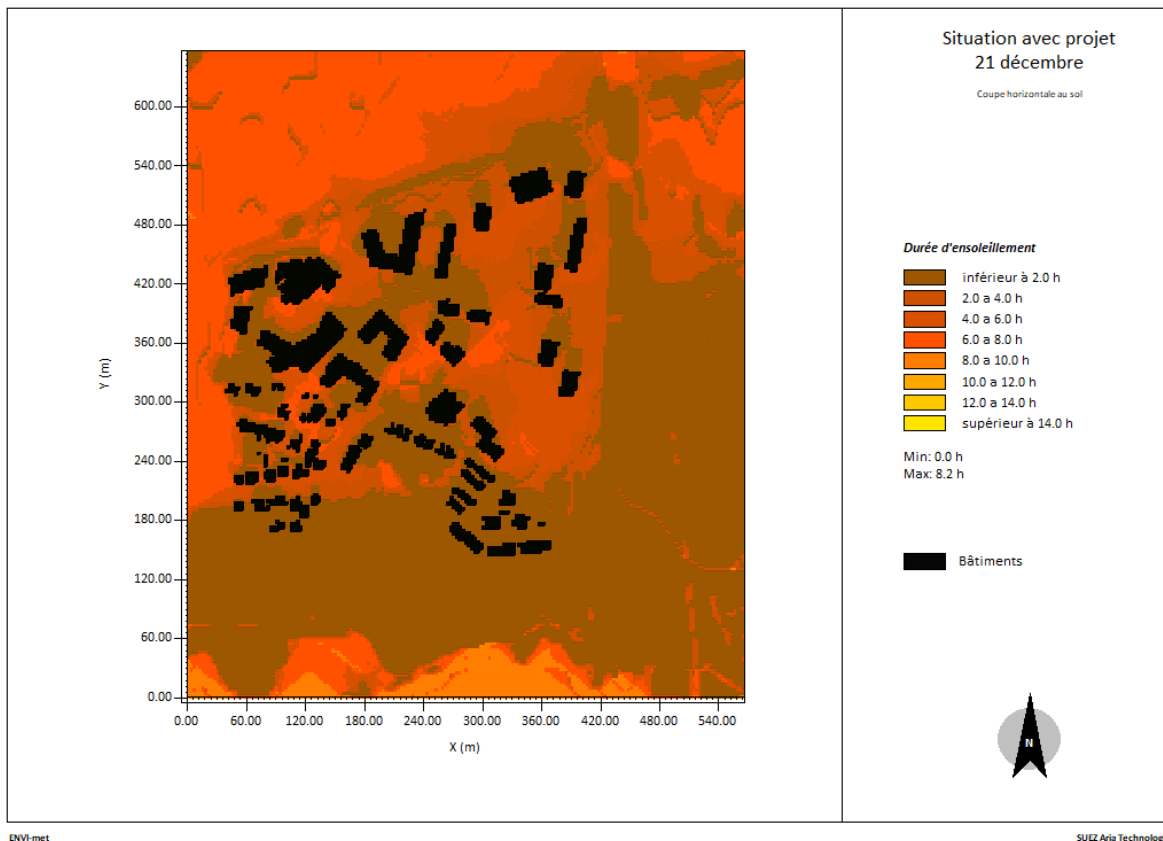 Situation avec projet
21 décembre
Coupe horizontale au sol
600.00
540.00
480.00
420.00
360.00
300.00
240.00
180.00
120.00
60.00
0.00
Y (m)
0.00 60.00 120.00 180.00 240.00 300.00 360.00 420.00 480.00 540.00
X (m)
Durée d'ensoleillement
inférieur à 2.0 h
2.0 a 4.0 h
4.0 a 6.0 h
6.0 a 8.0 h
8.0 a 10.0 h
10.0 a 12.0 h
12.0 a 14.0 h
supérieur à 14.0 h
Min: 0.0 h
Max: 8.2 h
Bâtiments
N
ENVI-met
SUEZ Aria Technolog